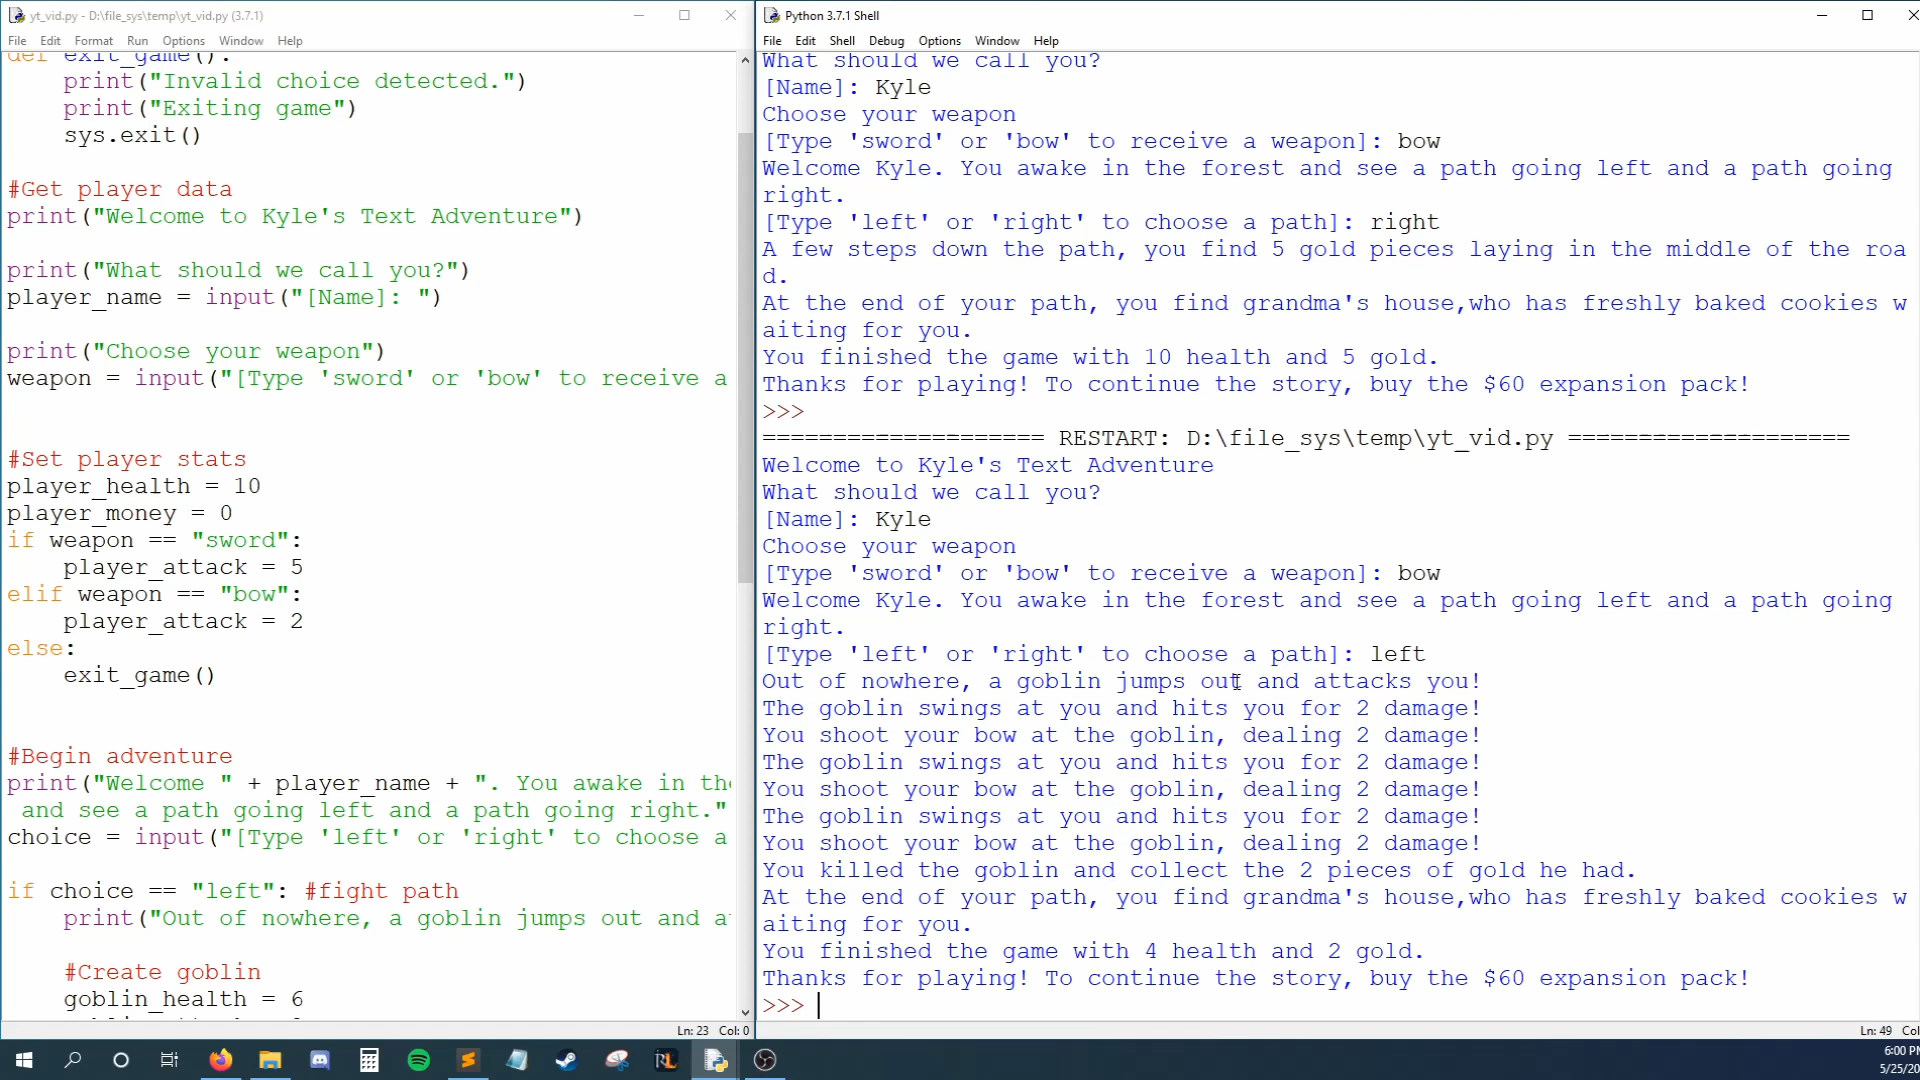 yt_vid.py - D:\file_sys\temp\yt_vid.py (3.7.1)
File Edit Format Run Options Window Help
def exit_game():
    print("Invalid choice detected.")
    print("Exiting game")
    sys.exit()
#Get player data
print("Welcome to Kyle's Text Adventure")
print("What should we call you?")
player_name = input("[Name]: ")
print("Choose your weapon")
weapon = input("[Type 'sword' or 'bow' to receive a
#Set player stats
player_health = 10
player_money = 0
if weapon == "sword":
    player_attack = 5
elif weapon == "bow":
    player_attack = 2
else:
    exit_game()
#Begin adventure
print("Welcome " + player_name + ". You awake in the
 and see a path going left and a path going right."
choice = input("[Type 'left' or 'right' to choose a
if choice == "left": #fight path
    print("Out of nowhere, a goblin jumps out and a
    #Create goblin
    goblin_health = 6
Ln: 23 Col: 0
Python 3.7.1 Shell
File Edit Shell Debug Options Window Help
What should we call you?
[Name]: Kyle
Choose your weapon
[Type 'sword' or 'bow' to receive a weapon]: bow
Welcome Kyle. You awake in the forest and see a path going left and a path going
right.
[Type 'left' or 'right' to choose a path]: right
A few steps down the path, you find 5 gold pieces laying in the middle of the roa
d.
At the end of your path, you find grandma's house,who has freshly baked cookies w
aiting for you.
You finished the game with 10 health and 5 gold.
Thanks for playing! To continue the story, buy the $60 expansion pack!
>>>
==================== RESTART: D:\file_sys\temp\yt_vid.py ====================
Welcome to Kyle's Text Adventure
What should we call you?
[Name]: Kyle
Choose your weapon
[Type 'sword' or 'bow' to receive a weapon]: bow
Welcome Kyle. You awake in the forest and see a path going left and a path going
right.
[Type 'left' or 'right' to choose a path]: left
Out of nowhere, a goblin jumps out and attacks you!
The goblin swings at you and hits you for 2 damage!
You shoot your bow at the goblin, dealing 2 damage!
The goblin swings at you and hits you for 2 damage!
You shoot your bow at the goblin, dealing 2 damage!
The goblin swings at you and hits you for 2 damage!
You shoot your bow at the goblin, dealing 2 damage!
You killed the goblin and collect the 2 pieces of gold he had.
At the end of your path, you find grandma's house,who has freshly baked cookies w
aiting for you.
You finished the game with 4 health and 2 gold.
Thanks for playing! To continue the story, buy the $60 expansion pack!
>>>
Ln: 49 Col
RL
6:00 PM
5/25/20